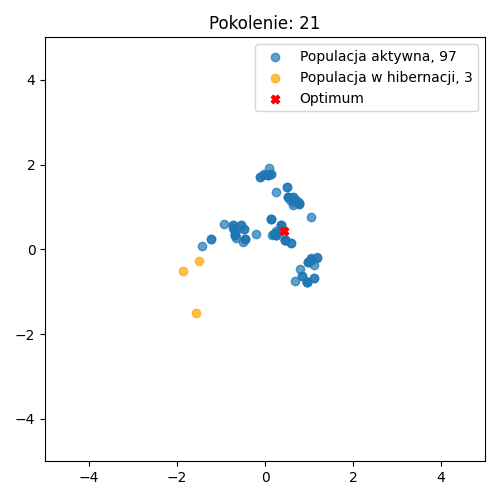 Pokolenie: 21
Populacja aktywna, 97
Populacja w hibernacji, 3
Optimum
4
2
0
−2
−4
−4 −2 0 2 4